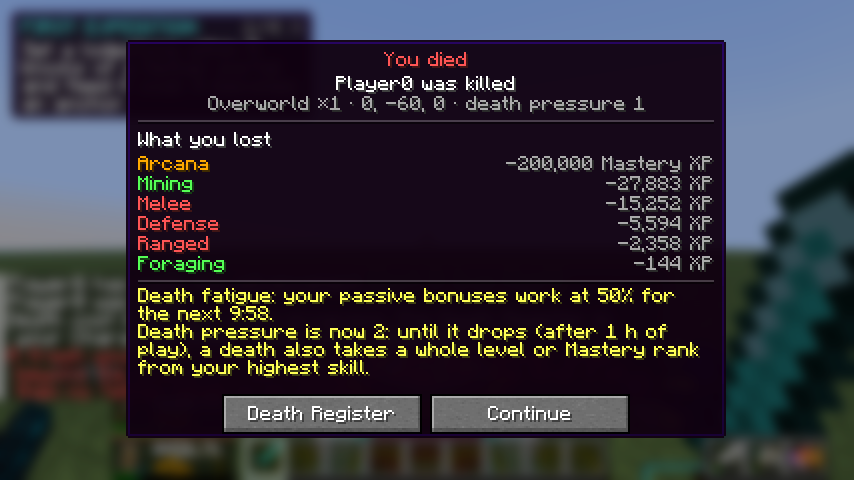 You died
Player0 was killed
Overworld ×1 · 0, -60, 0 · death pressure 1
What you lost
Arcana -200,000 Mastery XP
Mining -27,883 XP
Melee -15,252 XP
Defense -5,594 XP
Ranged -2,358 XP
Foraging -144 XP
Death fatigue: your passive bonuses work at 50% for
the next 9:58.
Death pressure is now 2: until it drops (after 1 h of
play), a death also takes a whole level or Mastery rank
from your highest skill.
Death Register Continue